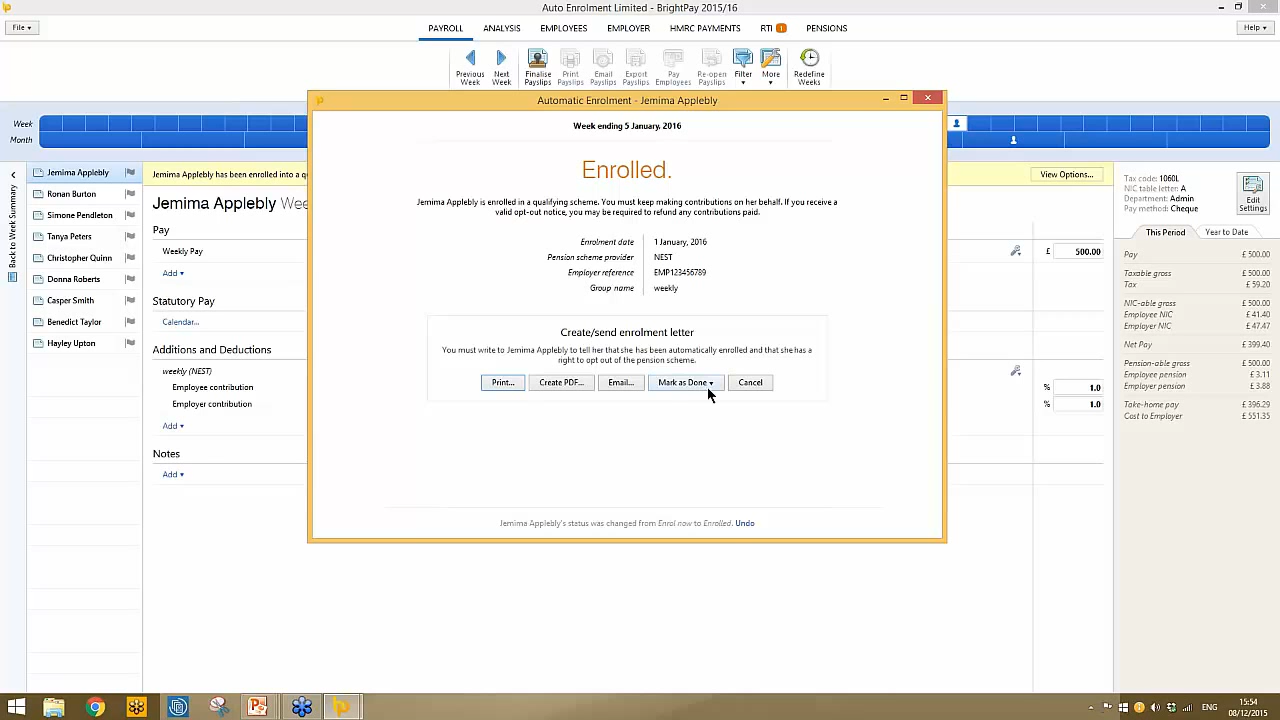 Auto Enrolment Limited - BrightPay 2015/16
File
PAYROLL ANALYSIS EMPLOYEES EMPLOYER HMRC PAYMENTS RTI 1 PENSIONS
Help
Previous Week
Next Week
Finalise Payslips
Print Payslips
Email Payslips
Export Payslips
Pay Employees
Re-open Payslips
Filter
More
Redefine Weeks
Week
Month
Back to Week Summary
Jemima Applebly
Ronan Burton
Simone Pendleton
Tanya Peters
Christopher Quinn
Donna Roberts
Casper Smith
Benedict Taylor
Hayley Upton
Jemima Applebly has been enrolled into a q
View Options...
Jemima Applebly Wee
Pay
Weekly Pay
£ 500.00
Add
Statutory Pay
Calendar...
Additions and Deductions
weekly (NEST)
Employee contribution
% 1.0
Employer contribution
% 1.0
Add
Notes
Add
Automatic Enrolment - Jemima Applebly
Week ending 5 January, 2016
Enrolled.
Jemima Applebly is enrolled in a qualifying scheme. You must keep making contributions on her behalf. If you receive a
valid opt-out notice, you may be required to refund any contributions paid.
Enrolment date 1 January, 2016
Pension scheme provider NEST
Employer reference EMP123456789
Group name weekly
Create/send enrolment letter
You must write to Jemima Applebly to tell her that she has been automatically enrolled and that she has a
right to opt out of the pension scheme.
Print... Create PDF... Email... Mark as Done Cancel
Jemima Applebly's status was changed from Enrol now to Enrolled. Undo
Tax code: 1060L
NIC table letter: A
Department: Admin
Pay method: Cheque
Edit Settings
This Period Year to Date
Pay £ 500.00
Taxable gross £ 500.00
Tax £ 59.20
NIC-able gross £ 500.00
Employee NIC £ 41.40
Employer NIC £ 47.47
Net Pay £ 399.40
Pension-able gross £ 500.00
Employee pension £ 3.11
Employer pension £ 3.88
Take-home pay £ 396.29
Cost to Employer £ 551.35
ENG
15:54
08/12/2015